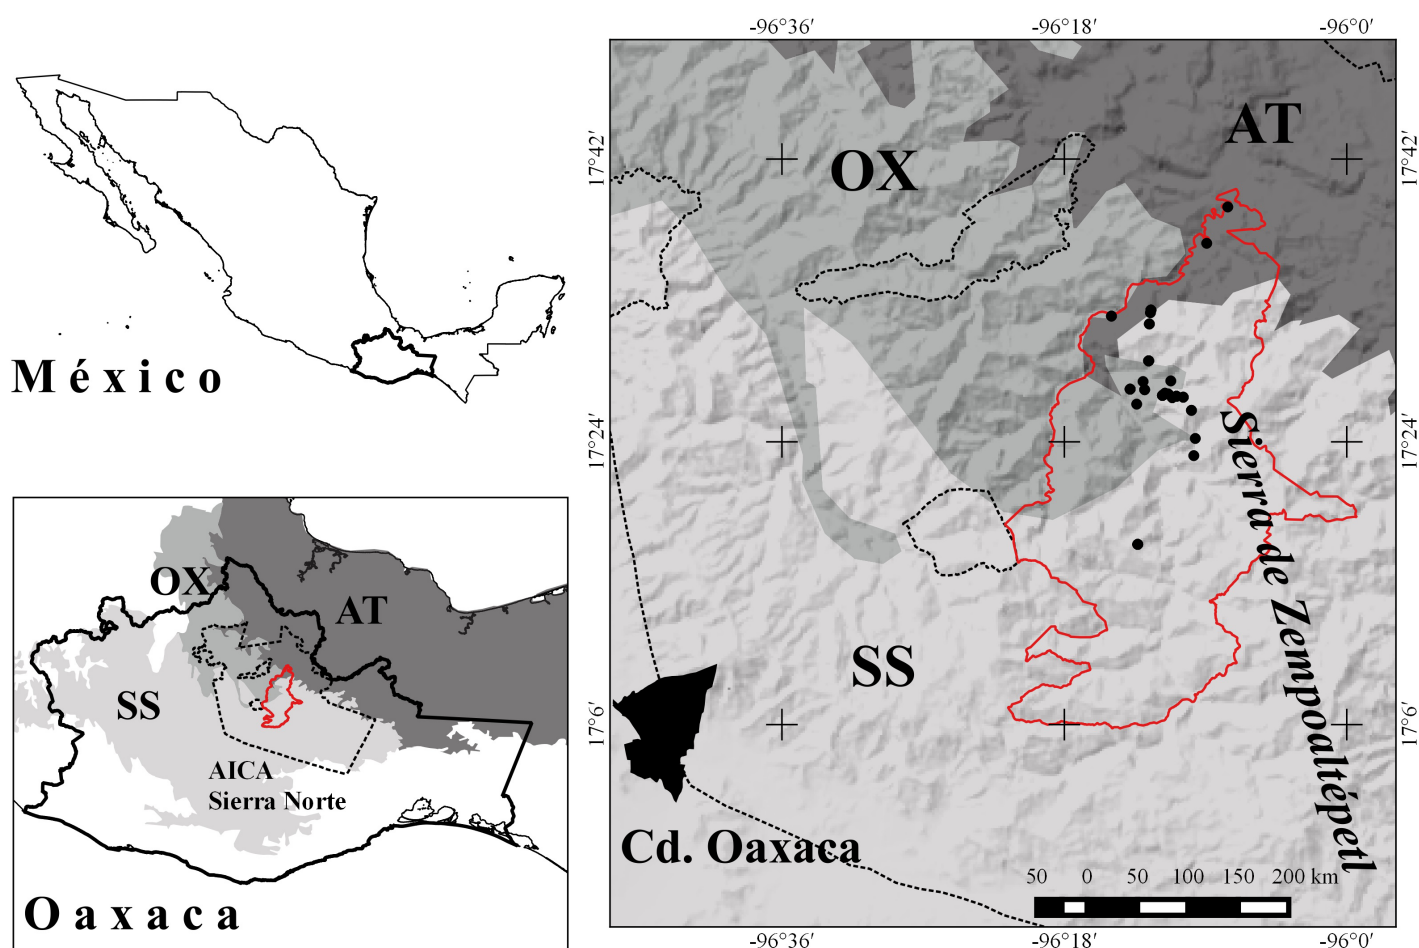 M é x i c o
OX
AT
SS
AICA
Sierra Norte
O a x a c a
-96°36′
-96°18′
-96°0′
17°42′
17°42′
OX
AT
17°24′
17°24′
Sierra de Zempoaltépetl
SS
17°6′
17°6′
Cd. Oaxaca
50 0 50 100 150 200 km
-96°36′
-96°18′
-96°0′